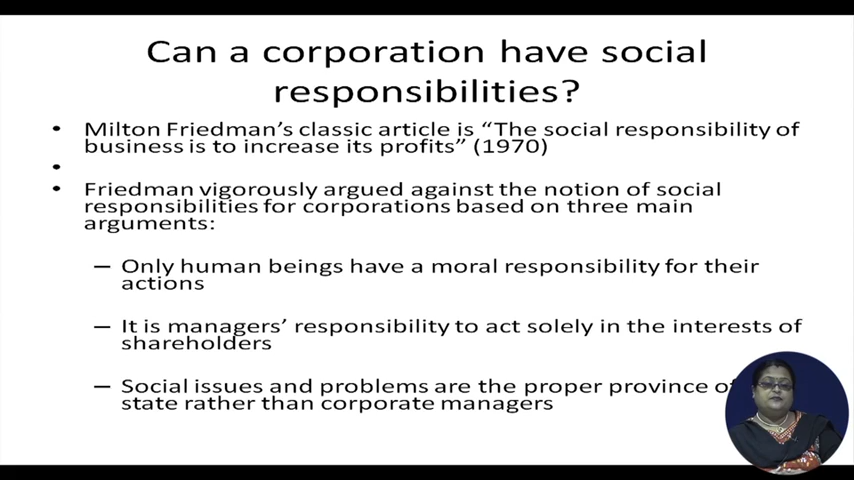 Can a corporation have social
responsibilities?
• Milton Friedman's classic article is “The social responsibility of
business is to increase its profits” (1970)
•
• Friedman vigorously argued against the notion of social
responsibilities for corporations based on three main
arguments:
– Only human beings have a moral responsibility for their
actions
– It is managers' responsibility to act solely in the interests of
shareholders
– Social issues and problems are the proper province of
state rather than corporate managers